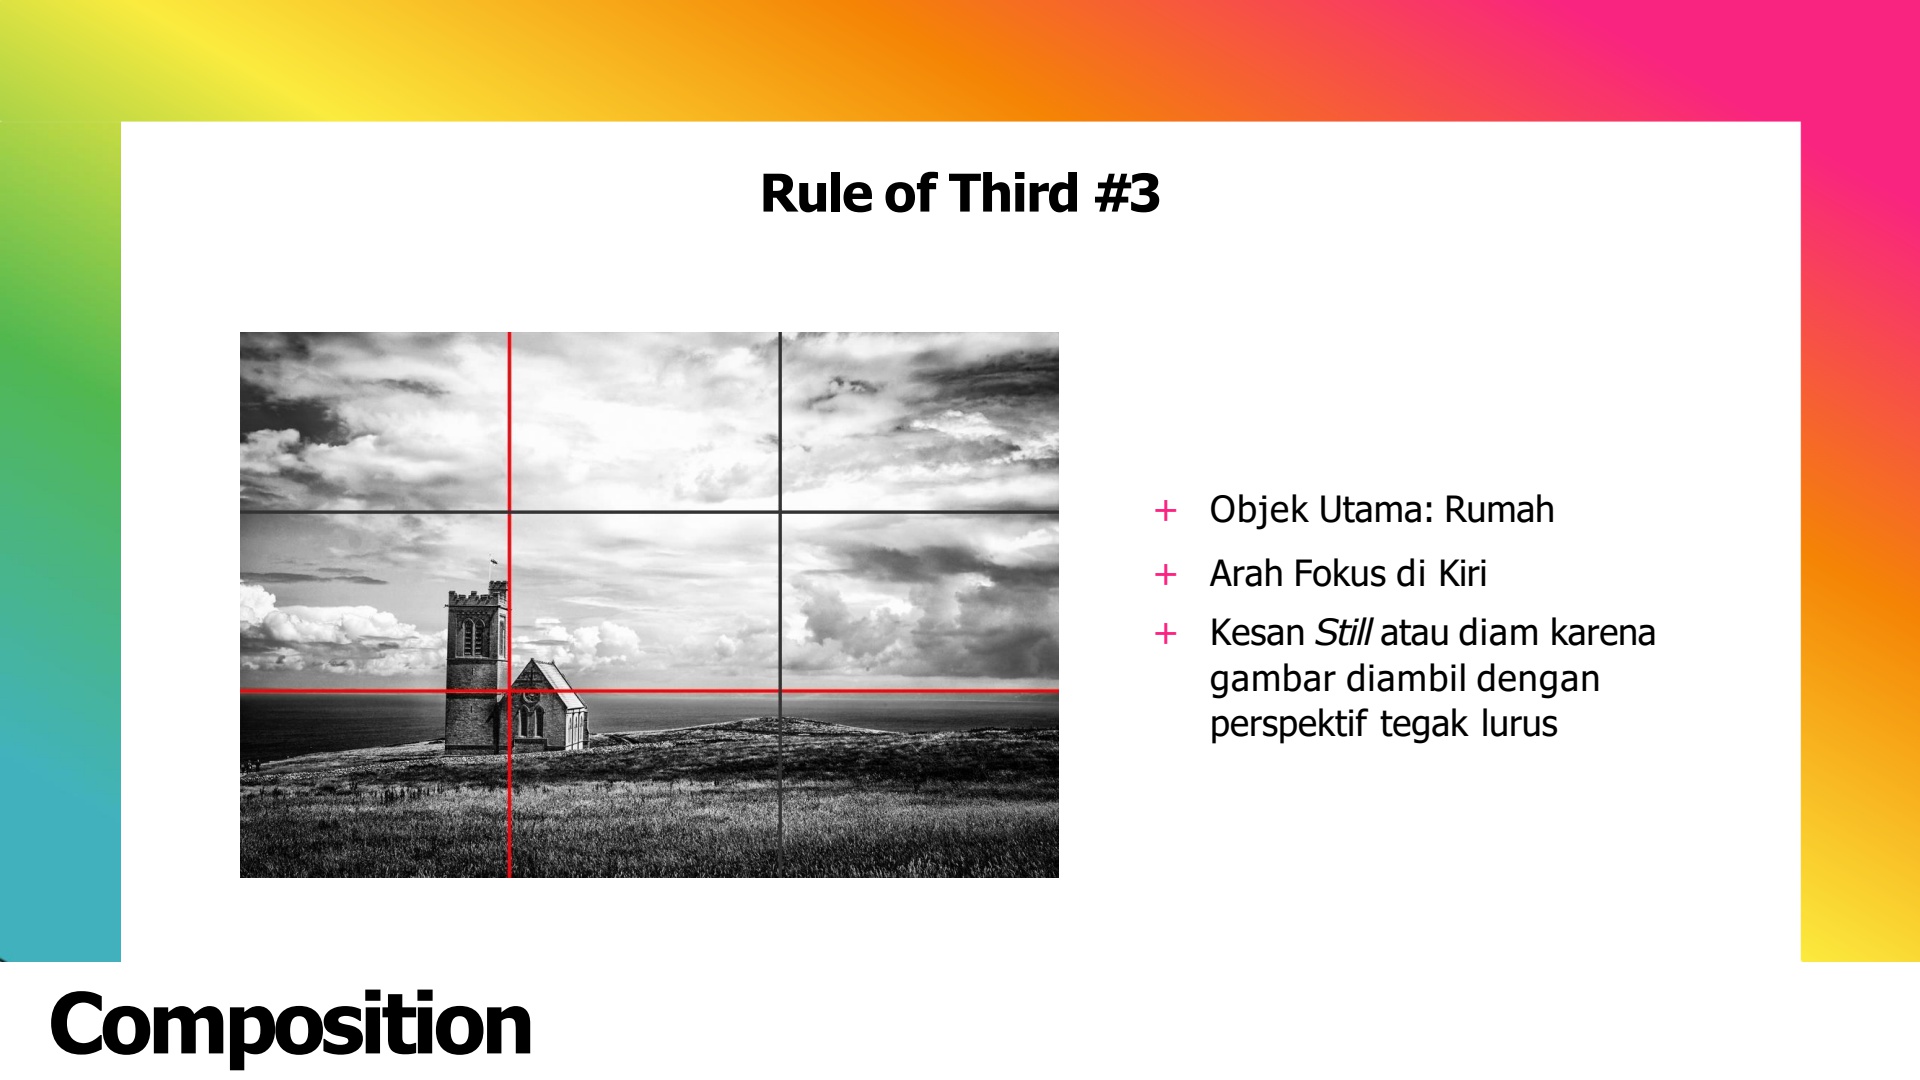 Rule of Third #3
+ Objek Utama: Rumah
+ Arah Fokus di Kiri
+ Kesan Still atau diam karena
gambar diambil dengan
perspektif tegak lurus
Composition